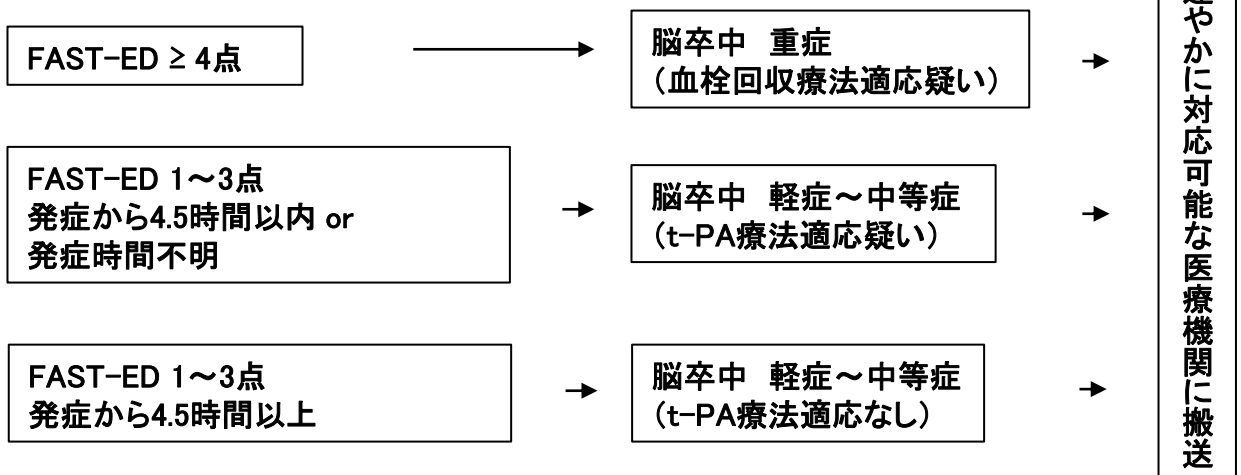 FAST-ED ≥ 4点
脳卒中　重症
(血栓回収療法適応疑い)
FAST-ED 1～3点
発症から4.5時間以内 or
発症時間不明
脳卒中　軽症～中等症
(t-PA療法適応疑い)
FAST-ED 1～3点
発症から4.5時間以上
脳卒中　軽症～中等症
(t-PA療法適応なし)
速やかに対応可能な医療機関に搬送